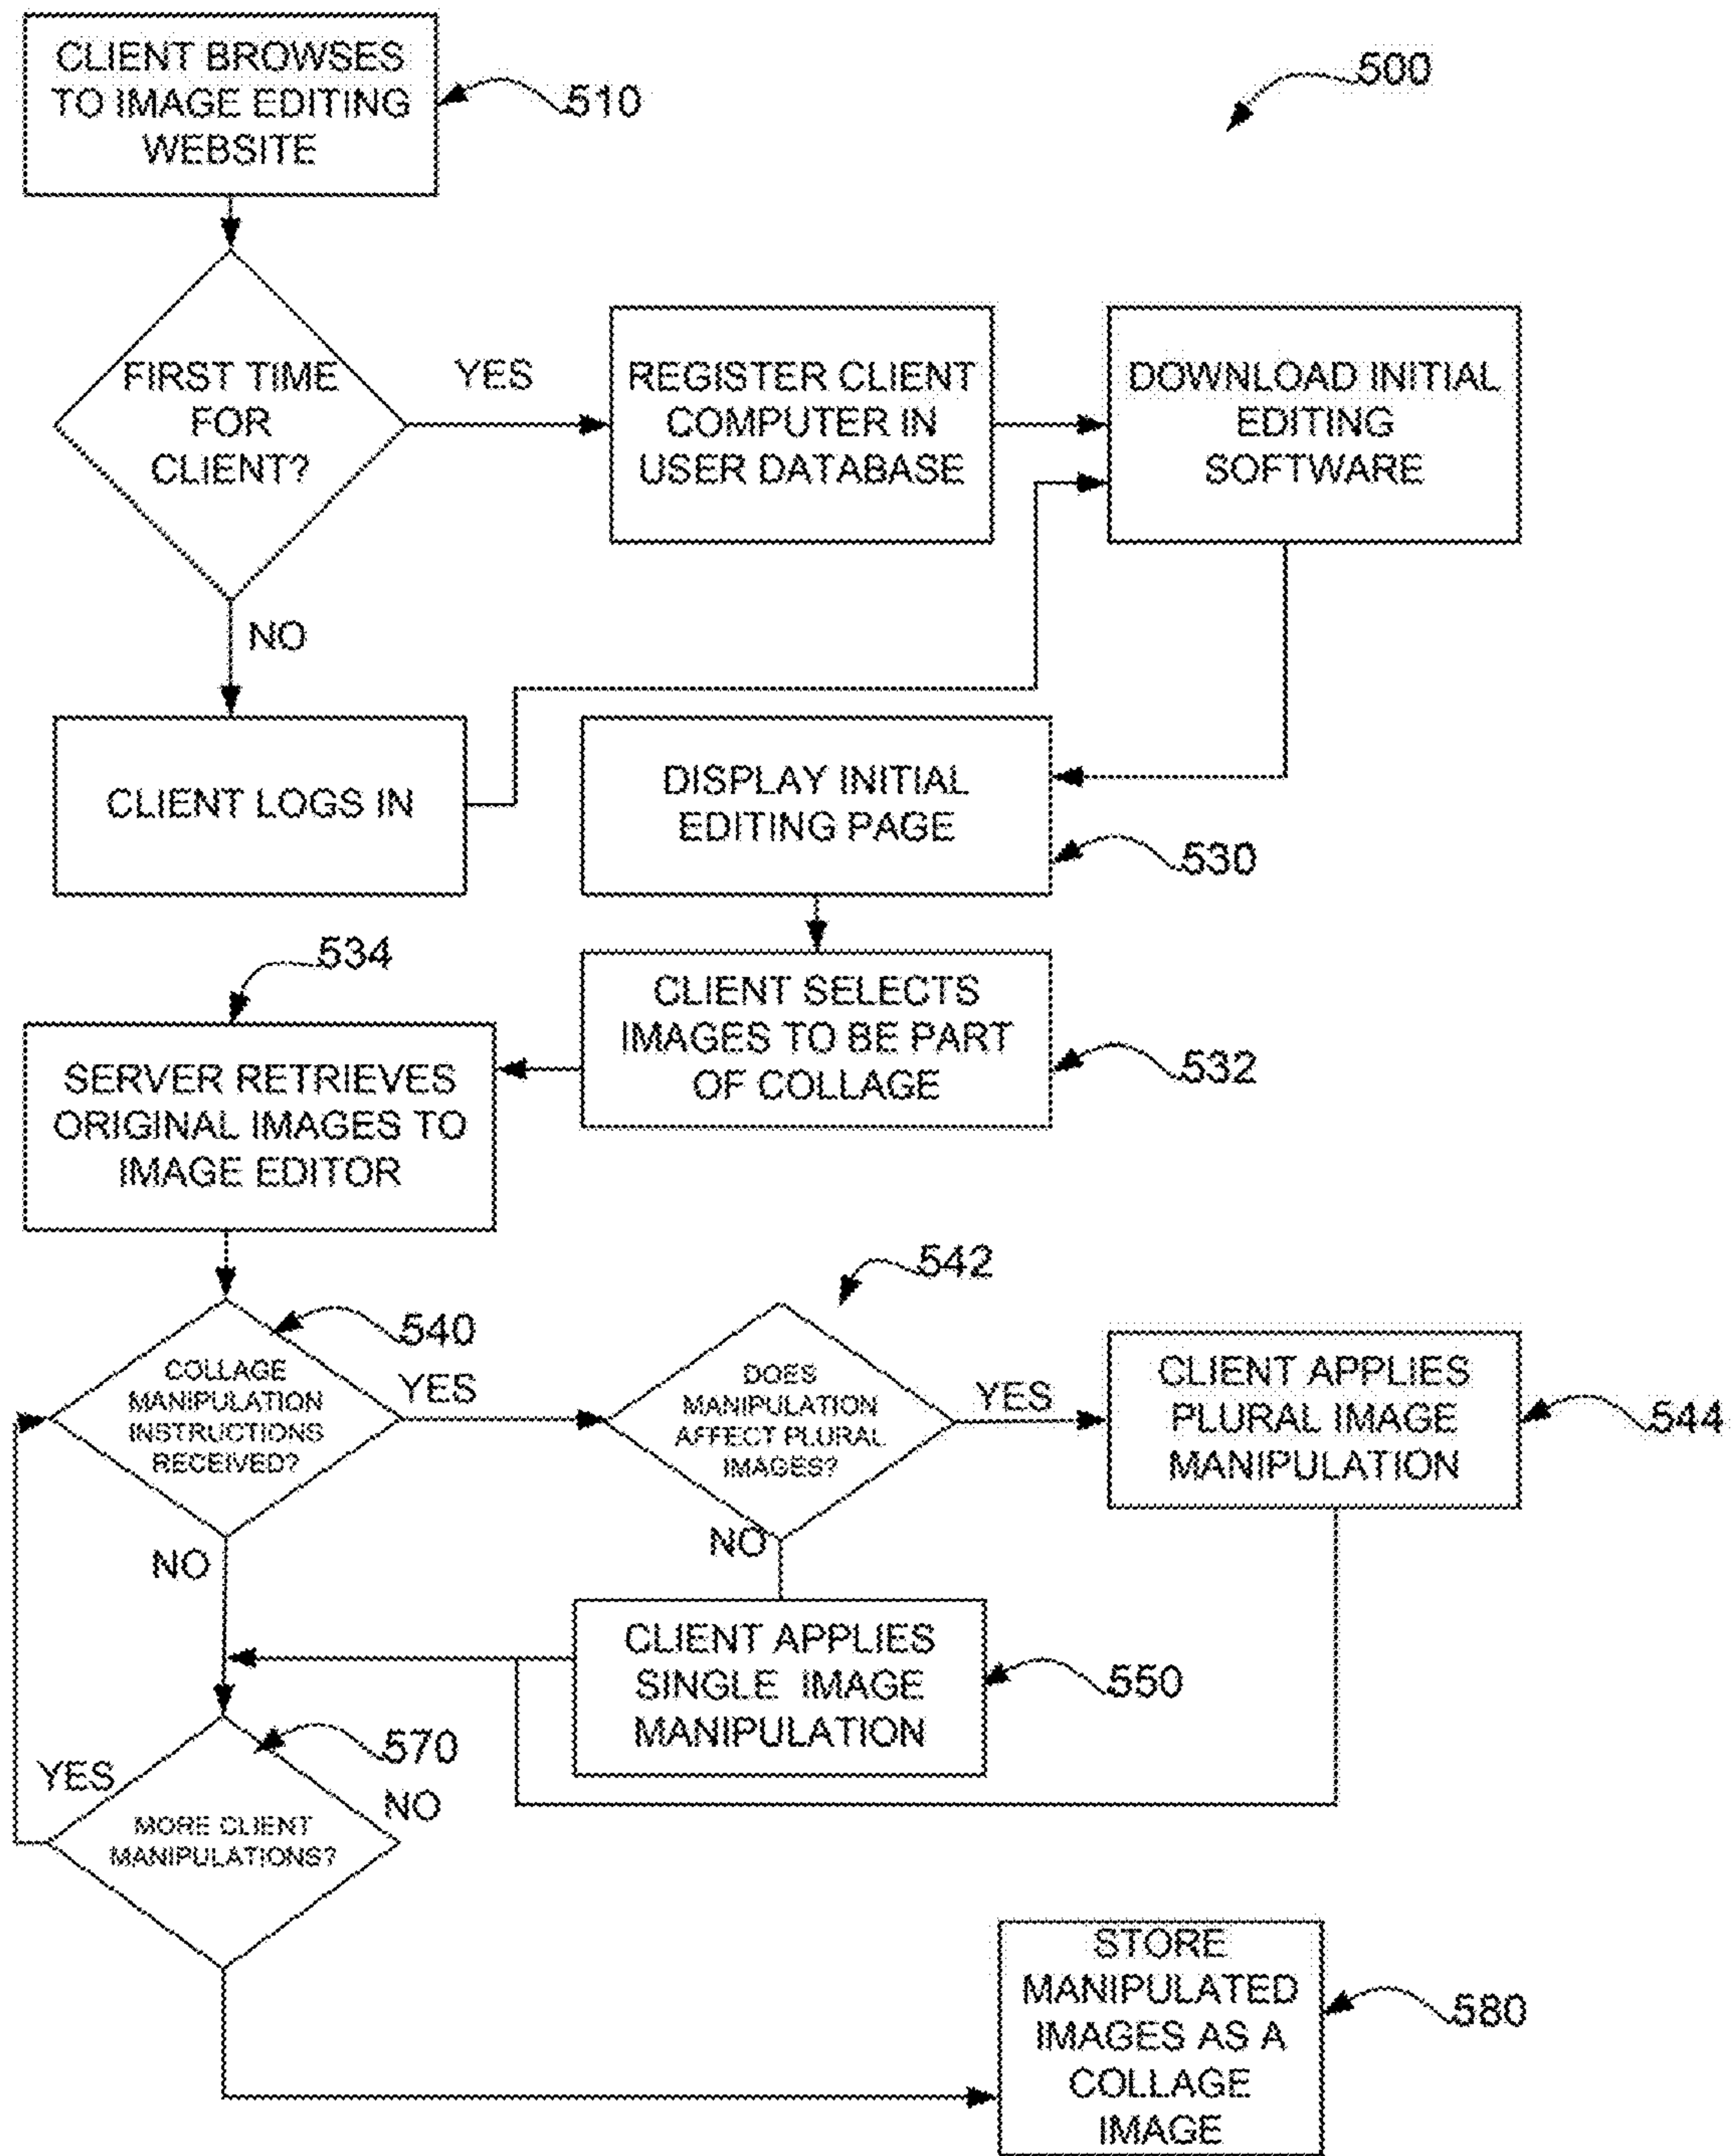 CLIENT BROWSES
TO IMAGE EDITING
WEBSITE
510
500
FIRST TIME
FOR
CLIENT?
YES
REGISTER CLIENT
COMPUTER IN
USER DATABASE
DOWNLOAD INITIAL
EDITING
SOFTWARE
NO
CLIENT LOGS IN
DISPLAY INITIAL
EDITING PAGE
530
CLIENT SELECTS
IMAGES TO BE PART
OF COLLAGE
532
534
SERVER RETRIEVES
ORIGINAL IMAGES TO
IMAGE EDITOR
540
COLLAGE
MANIPULATION
INSTRUCTIONS
RECEIVED?
YES
542
DOES
MANIPULATION
AFFECT PLURAL
IMAGES?
YES
CLIENT APPLIES
PLURAL IMAGE
MANIPULATION
544
NO
NO
CLIENT APPLIES
SINGLE IMAGE
MANIPULATION
550
570
YES
NO
MORE CLIENT
MANIPULATIONS?
STORE
MANIPULATED
IMAGES AS A
COLLAGE
IMAGE
580